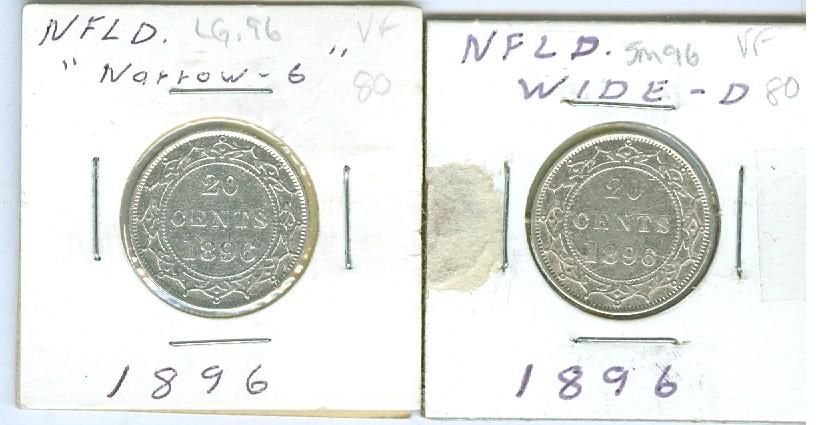 NFLD. LG.96 VF
"Narrow-6" 80
20
CENTS
1896
1896
NFLD. Sm96 VF
WIDE-D 80
20
CENTS
1896
1896